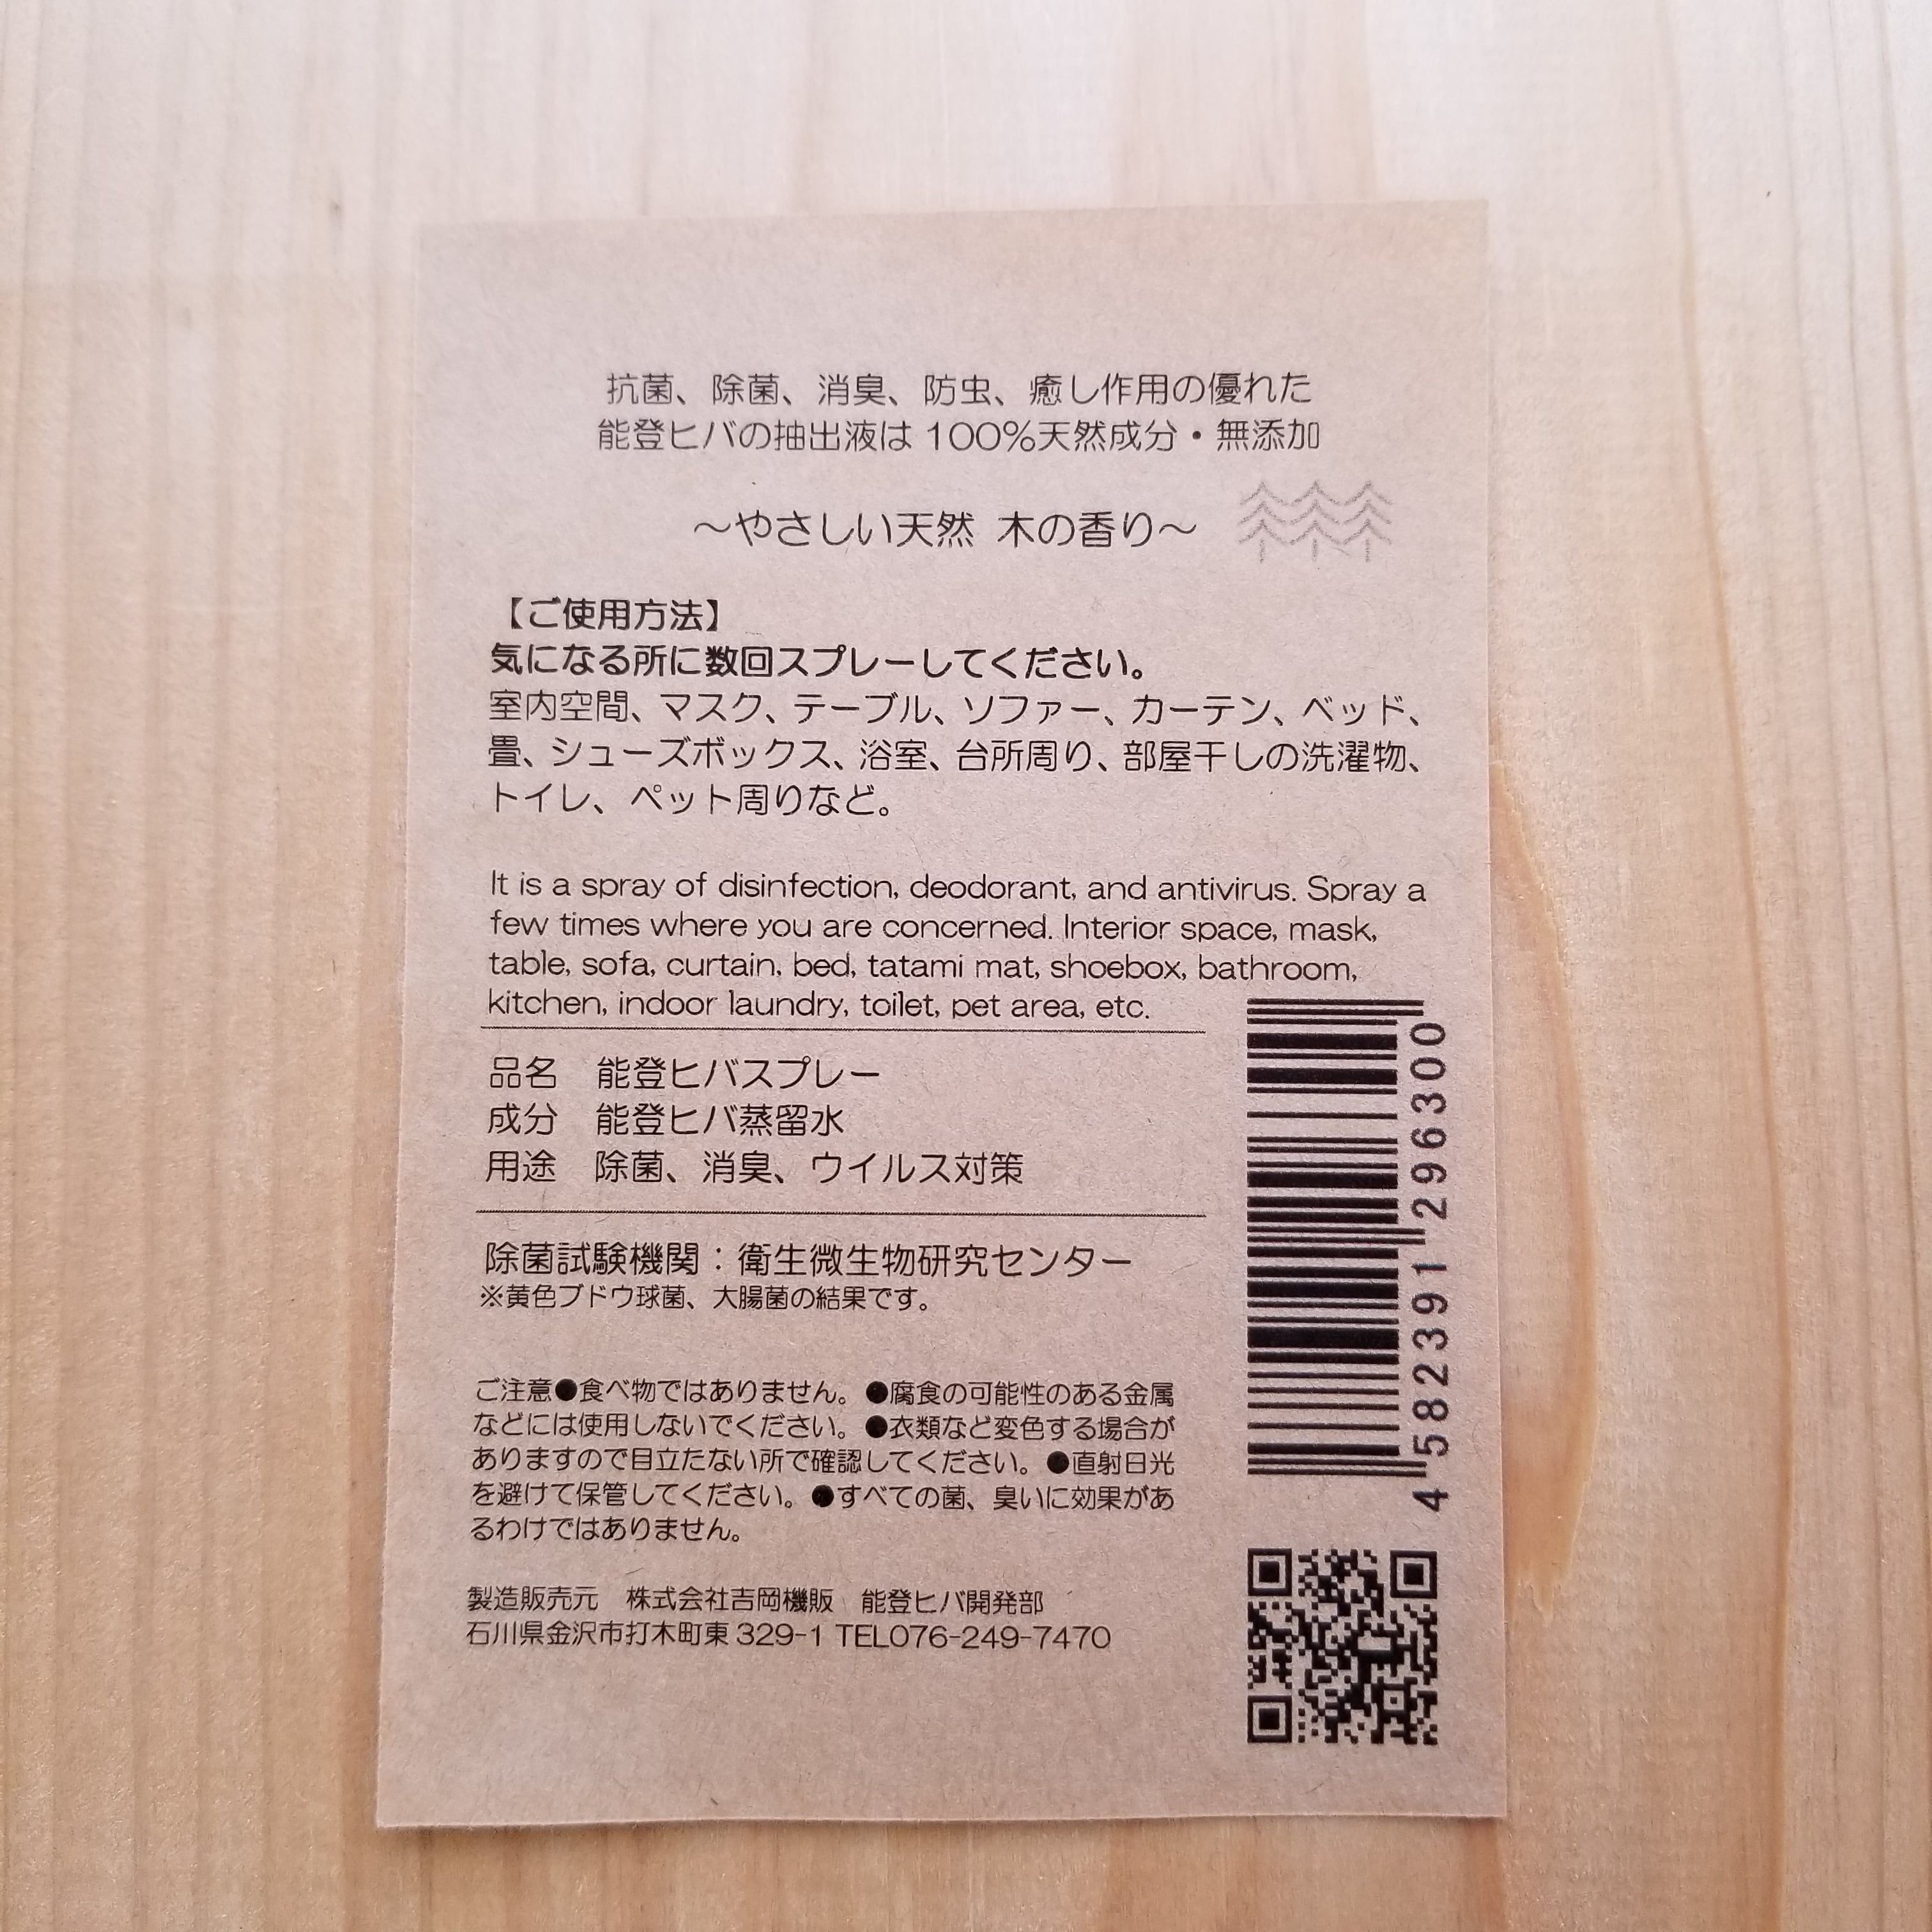 抗菌、除菌、消臭、防虫、癒し作用の優れた
能登ヒバの抽出液は 100%天然成分・無添加
～やさしい天然 木の香り～
【ご使用方法】
気になる所に数回スプレーしてください。
室内空間、マスク、テーブル、ソファー、カーテン、ベッド、
畳、シューズボックス、浴室、台所周り、部屋干しの洗濯物、
トイレ、ペット周りなど。
It is a spray of disinfection, deodorant, and antivirus. Spray a
few times where you are concerned. Interior space, mask,
table, sofa, curtain, bed, tatami mat, shoebox, bathroom,
kitchen, indoor laundry, toilet, pet area, etc.
品名 能登ヒバスプレー
成分 能登ヒバ蒸留水
用途 除菌、消臭、ウイルス対策
除菌試験機関：衛生微生物研究センター
※黄色ブドウ球菌、大腸菌の結果です。
ご注意●食べ物ではありません。●腐食の可能性のある金属
などには使用しないでください。●衣類など変色する場合が
ありますので目立たない所で確認してください。●直射日光
を避けて保管してください。●すべての菌、臭いに効果があ
るわけではありません。
製造販売元 株式会社吉岡機販 能登ヒバ開発部
石川県金沢市打木町東 329-1 TEL076-249-7470
4 582391 296300